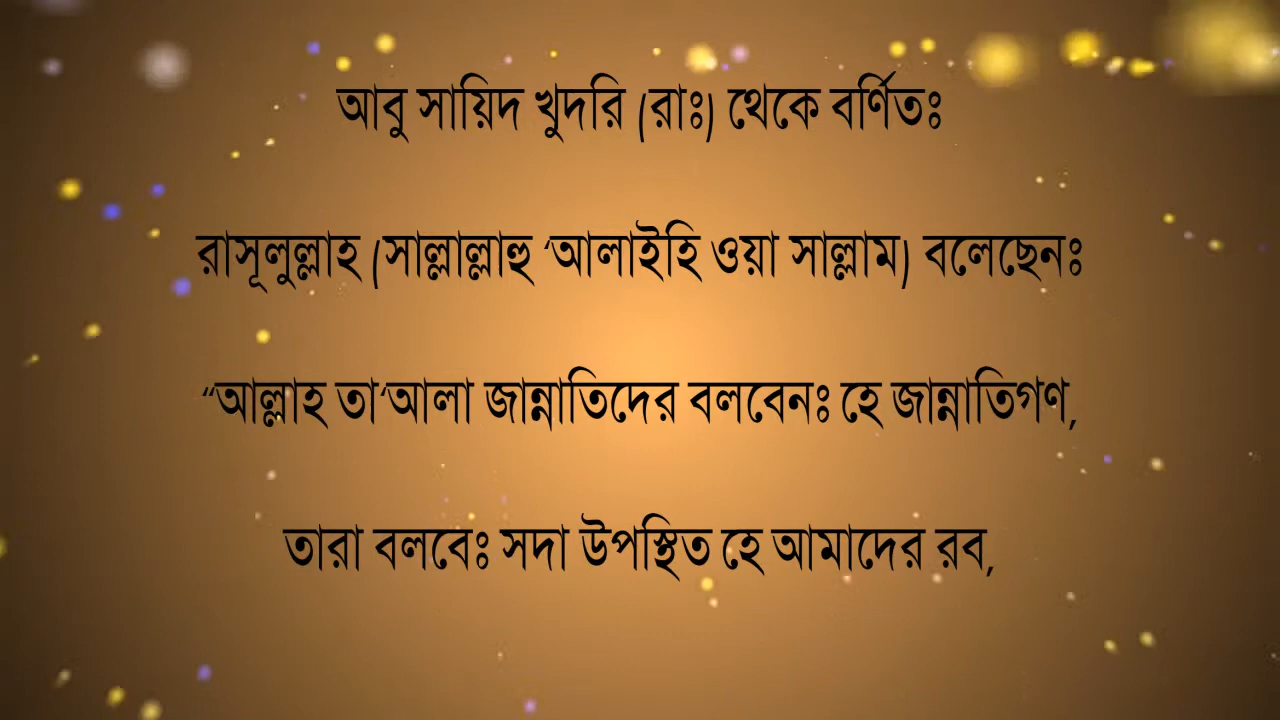 আবু সায়িদ খুদরি (রাঃ) থেকে বর্ণিতঃ
রাসূলুল্লাহ (সাল্লাল্লাহু ‘আলাইহি ওয়া সাল্লাম) বলেছেনঃ
“আল্লাহ তা‘আলা জান্নাতিদের বলবেনঃ হে জান্নাতিগণ,
তারা বলবেঃ সদা উপস্থিত হে আমাদের রব,